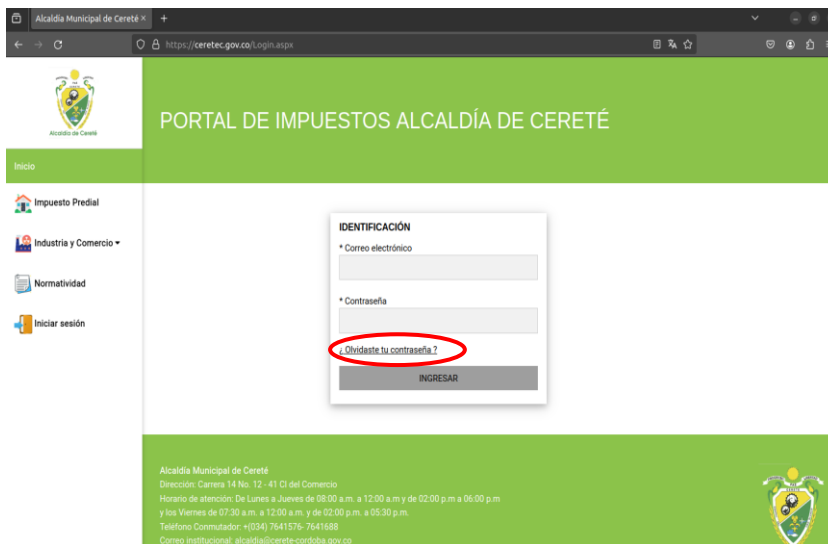 Alcaldía Municipal de Cereté
https://ceretec.gov.co/Login.aspx
Alcaldía de Cereté
PORTAL DE IMPUESTOS ALCALDÍA DE CERETÉ
Inicio
Impuesto Predial
Industria y Comercio
Normatividad
Iniciar sesión
IDENTIFICACIÓN
* Correo electrónico
* Contraseña
¿ Olvidaste tu contraseña ?
INGRESAR
Alcaldía Municipal de Cereté
Dirección: Carrera 14 No. 12 - 41 Cl del Comercio
Horario de atención: De Lunes a Jueves de 08:00 a.m. a 12:00 a.m y de 02:00 p.m a 06:00 p.m
y los Viernes de 07:30 a.m. a 12:00 a.m. y de 02:00 p.m. a 05:30 p.m.
Teléfono Conmutador: +(034) 7641576- 7641688
Correo institucional: alcaldia@cerete-cordoba.gov.co